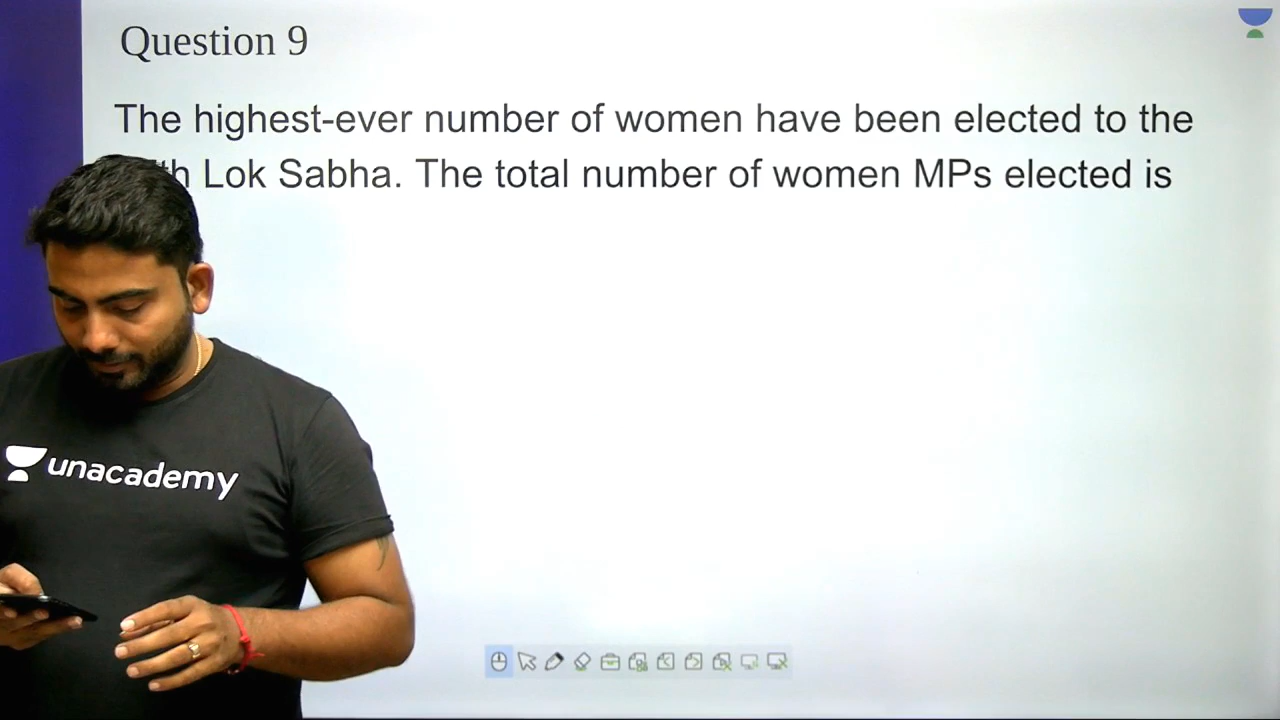 Question 9
The highest-ever number of women have been elected to the
Lok Sabha. The total number of women MPs elected is
unacademy